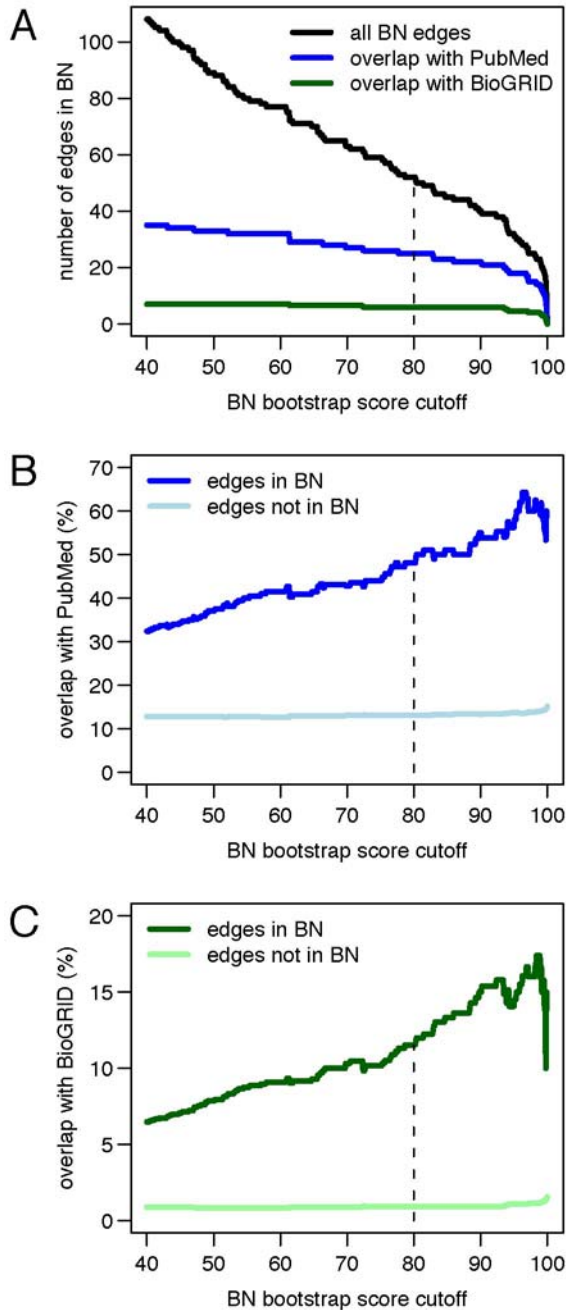 A
all BN edges
overlap with PubMed
overlap with BioGRID
number of edges in BN
100
80
60
40
20
0
40 50 60 70 80 90 100
80
BN bootstrap score cutoff
B
edges in BN
edges not in BN
overlap with PubMed (%)
70
60
50
40
30
20
10
0
80
40 50 60 70 80 90 100
BN bootstrap score cutoff
C
edges in BN
edges not in BN
overlap with BioGRID (%)
20
15
10
5
0
80
40 50 60 70 80 90 100
BN bootstrap score cutoff